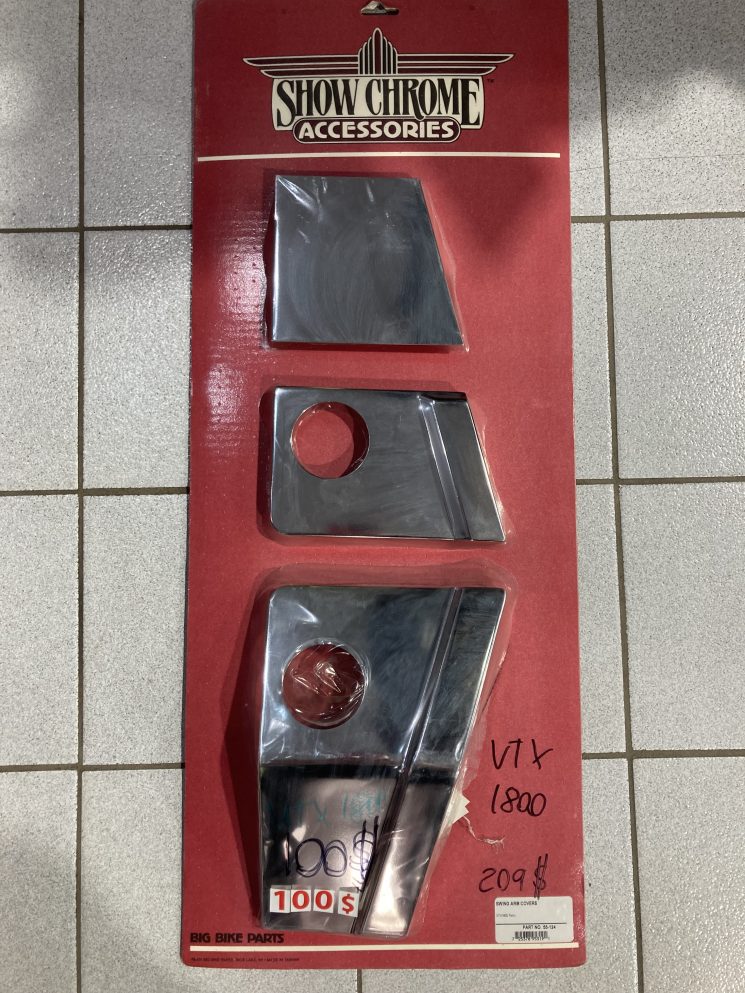 SHOW CHROME
ACCESSORIES
VTX
1800
100$
209$
100$
SWING ARM COVERS
PART NO. 55-124
BIG BIKE PARTS